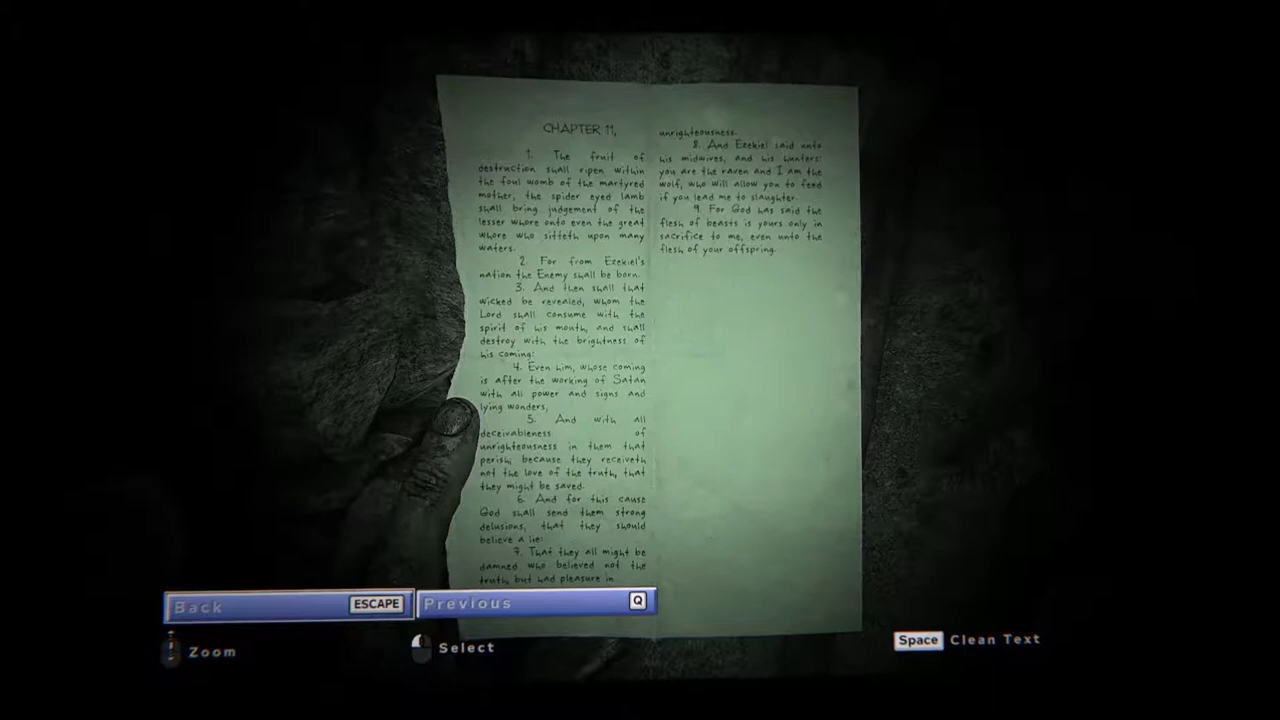 CHAPTER 11,
1. The fruit of
destruction shall ripen within
the foul womb of the martyred
mother, the spider eyed lamb
shall bring judgement of the
lesser whore onto even the great
whore who sitteth upon many
waters.
2. For from Ezekiel's
nation the Enemy shall be born.
3. And then shall that
wicked be revealed, whom the
Lord shall consume with the
spirit of his mouth, and shall
destroy with the brightness of
his coming:
4. Even him, whose coming
is after the working of Satan
with all power and signs and
lying wonders,
5. And with all
deceivableness of
unrighteousness in them that
perish; because they receiveth
not the love of the truth, that
they might be saved.
6. And for this cause
God shall send them strong
delusions, that they should
believe a lie:
7. That they all might be
damned who believed not the
truth, but had pleasure in
unrighteousness.
8. And Ezekiel said unto
his midwives, and his hunters:
you are the raven and I am the
wolf, who will allow you to feed
if you lead me to slaughter.
9. For God has said the
flesh of beasts is yours only in
sacrifice to me, even unto the
flesh of your offspring.
Back ESCAPE
Previous Q
Zoom
Select
Space Clean Text